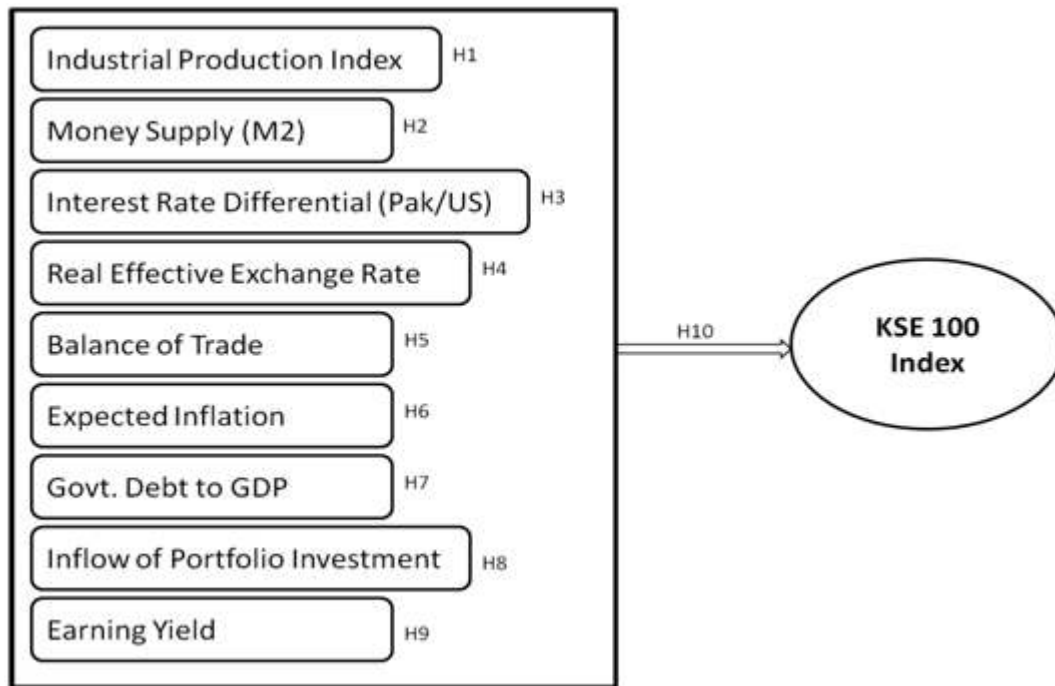 Industrial Production Index H1
Money Supply (M2) H2
Interest Rate Differential (Pak/US) H3
Real Effective Exchange Rate H4
Balance of Trade H5
Expected Inflation H6
Govt. Debt to GDP H7
Inflow of Portfolio Investment H8
Earning Yield H9
H10
KSE 100
Index